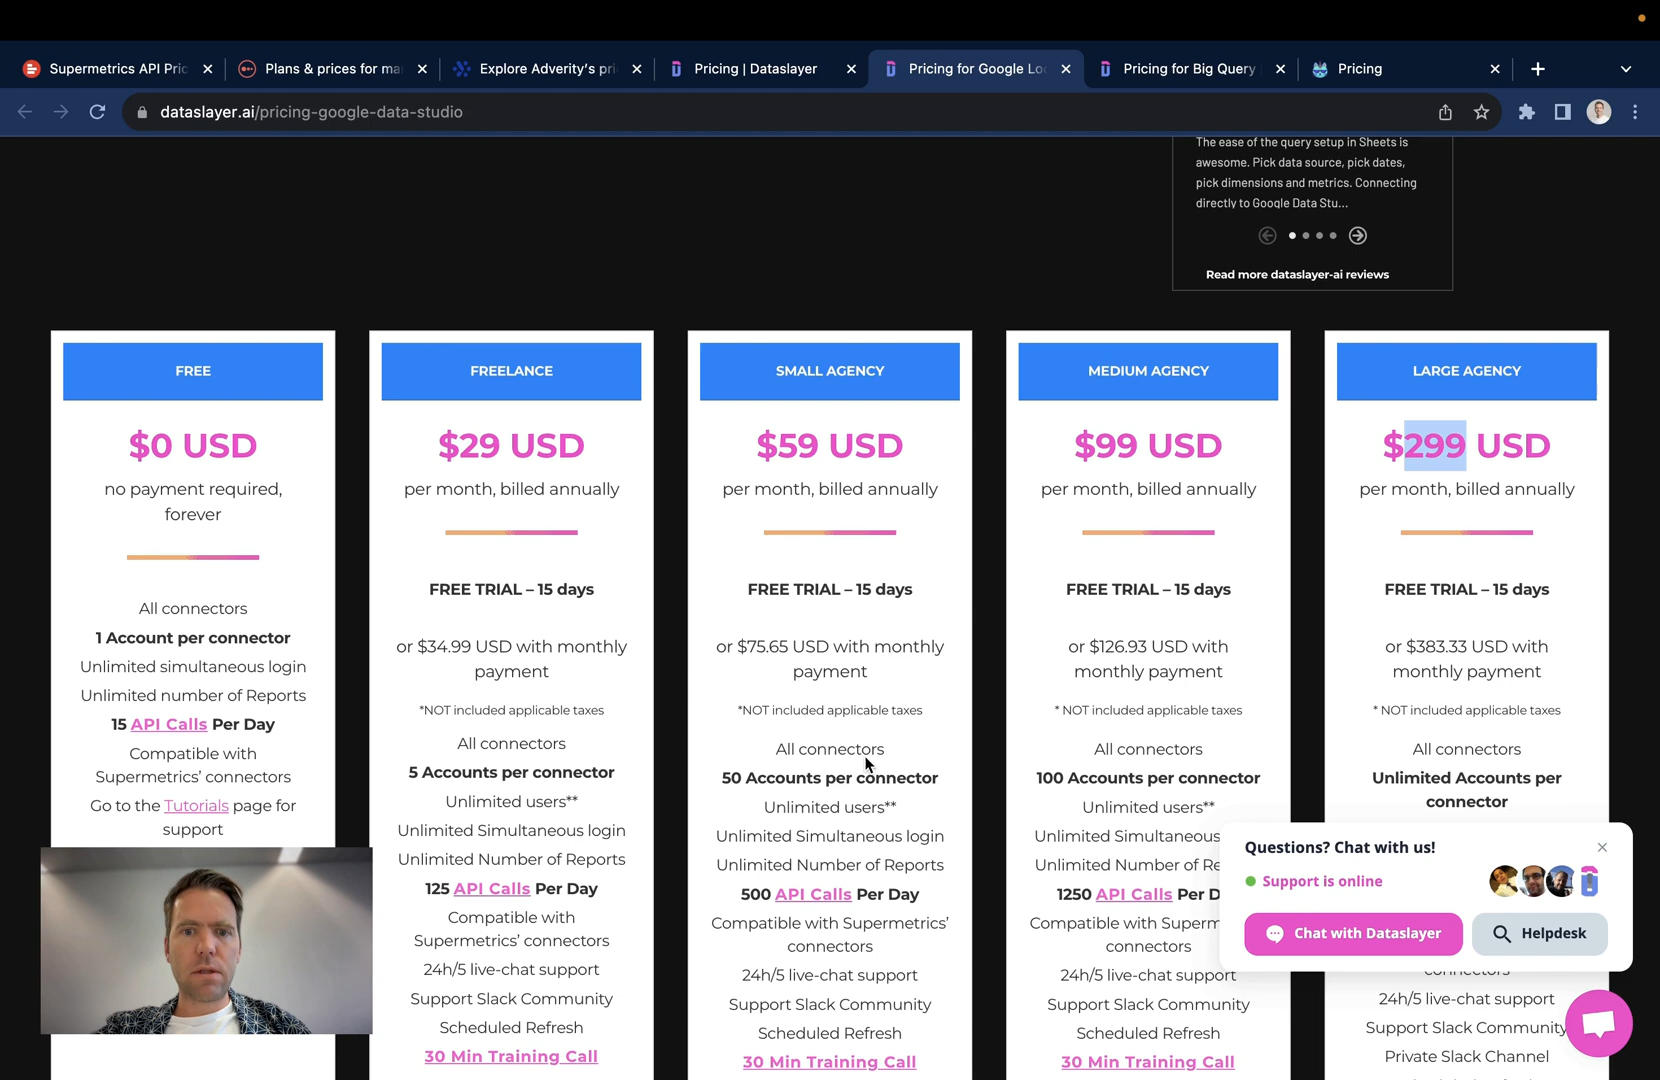 Supermetrics API Pric
Plans & prices for ma
Explore Adverity's pri
Pricing | Dataslayer
Pricing for Google Lo
Pricing for Big Query
Pricing
dataslayer.ai/pricing-google-data-studio
The ease of the query setup in Sheets is
awesome. Pick data source, pick dates,
pick dimensions and metrics. Connecting
directly to Google Data Stu...
Read more dataslayer-ai reviews
FREE
$0 USD
no payment required,
forever
All connectors
1 Account per connector
Unlimited simultaneous login
Unlimited number of Reports
15 API Calls Per Day
Compatible with
Supermetrics' connectors
Go to the Tutorials page for
support
FREELANCE
$29 USD
per month, billed annually
FREE TRIAL – 15 days
or $34.99 USD with monthly
payment
*NOT included applicable taxes
All connectors
5 Accounts per connector
Unlimited users**
Unlimited Simultaneous login
Unlimited Number of Reports
125 API Calls Per Day
Compatible with
Supermetrics' connectors
24h/5 live-chat support
Support Slack Community
Scheduled Refresh
30 Min Training Call
SMALL AGENCY
$59 USD
per month, billed annually
FREE TRIAL – 15 days
or $75.65 USD with monthly
payment
*NOT included applicable taxes
All connectors
50 Accounts per connector
Unlimited users**
Unlimited Simultaneous login
Unlimited Number of Reports
500 API Calls Per Day
Compatible with Supermetrics'
connectors
24h/5 live-chat support
Support Slack Community
Scheduled Refresh
30 Min Training Call
MEDIUM AGENCY
$99 USD
per month, billed annually
FREE TRIAL – 15 days
or $126.93 USD with
monthly payment
* NOT included applicable taxes
All connectors
100 Accounts per connector
Unlimited users**
Unlimited Simultaneous
Unlimited Number of Re
1250 API Calls Per D
Compatible with Superm
connectors
24h/5 live-chat support
Support Slack Community
Scheduled Refresh
30 Min Training Call
LARGE AGENCY
$299 USD
per month, billed annually
FREE TRIAL – 15 days
or $383.33 USD with
monthly payment
* NOT included applicable taxes
All connectors
Unlimited Accounts per
connector
connectors
24h/5 live-chat support
Support Slack Community
Private Slack Channel
Questions? Chat with us!
Support is online
Chat with Dataslayer
Helpdesk